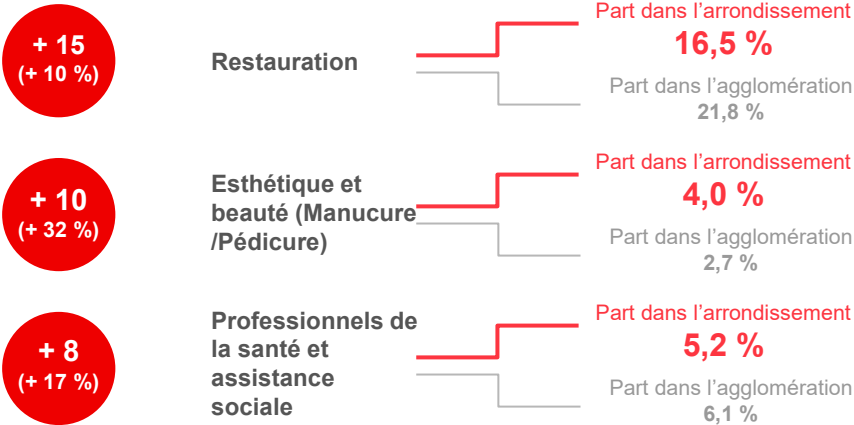 + 15
(+ 10 %)
Restauration
Part dans l’arrondissement
16,5 %
Part dans l’agglomération
21,8 %
+ 10
(+ 32 %)
Esthétique et
beauté (Manucure
/Pédicure)
Part dans l’arrondissement
4,0 %
Part dans l’agglomération
2,7 %
+ 8
(+ 17 %)
Professionnels de
la santé et
assistance
sociale
Part dans l’arrondissement
5,2 %
Part dans l’agglomération
6,1 %